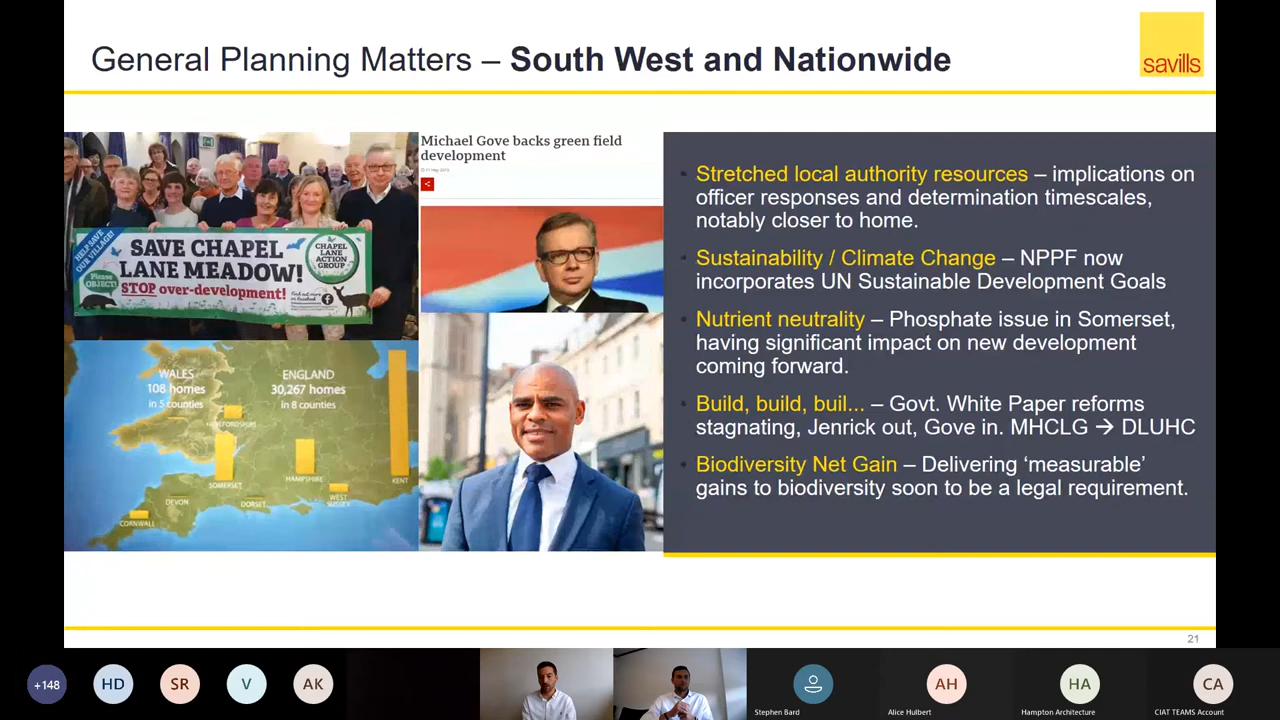 General Planning Matters – South West and Nationwide
savills
HELP SAVE
OUR VILLAGE!
Please
OBJECT!
SAVE CHAPEL
LANE MEADOW!
STOP over-development!
CHAPEL
LANE
ACTION
GROUP
Michael Gove backs green field
development
WALES
108 homes
in 5 counties
ENGLAND
30,267 homes
in 8 counties
SOMERSET
HAMPSHIRE
KENT
DEVON
DORSET
WEST
SUSSEX
CORNWALL
Stretched local authority resources – implications on
officer responses and determination timescales,
notably closer to home.
Sustainability / Climate Change – NPPF now
incorporates UN Sustainable Development Goals
Nutrient neutrality – Phosphate issue in Somerset,
having significant impact on new development
coming forward.
Build, build, buil... – Govt. White Paper reforms
stagnating, Jenrick out, Gove in. MHCLG → DLUHC
Biodiversity Net Gain – Delivering ‘measurable’
gains to biodiversity soon to be a legal requirement.
21
+148
HD
SR
V
AK
Stephen Bard
AH
Alice Hulbert
HA
Hampton Architecture
CA
CIAT TEAMS Account